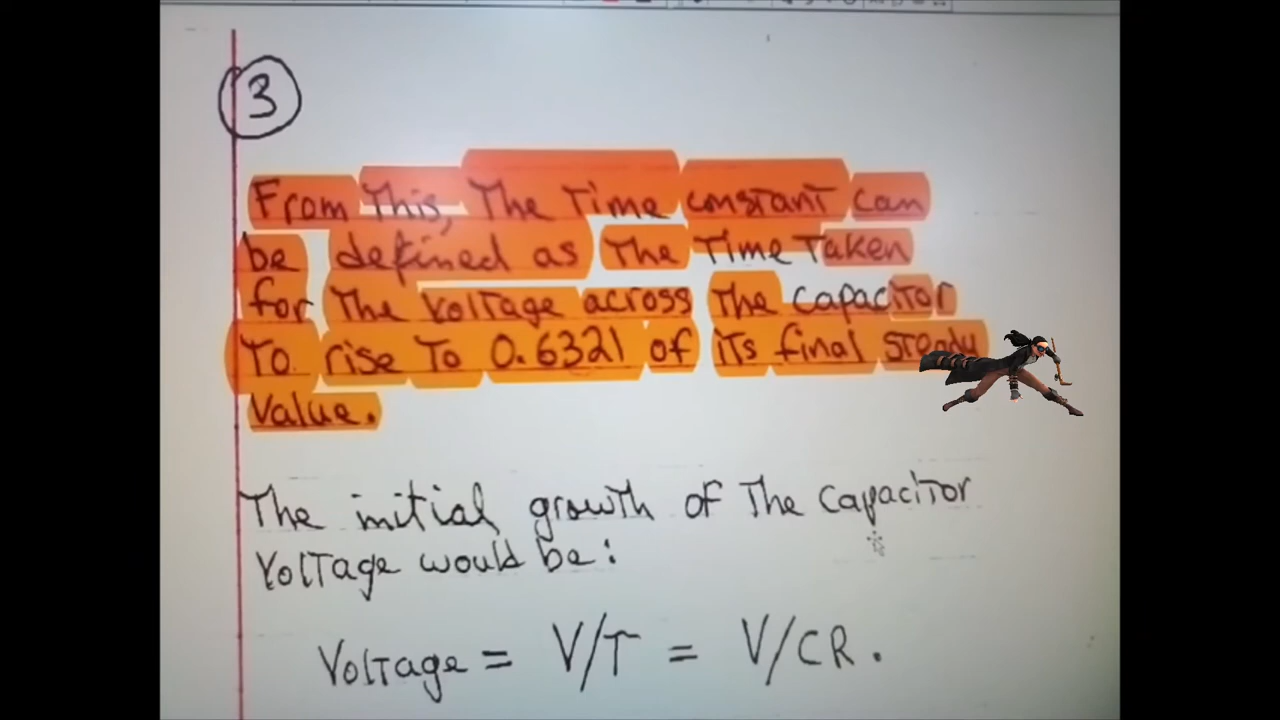 3
From This, The Time constant can
be defined as The Time Taken
for The Voltage across The capacitor
To rise To 0.6321 of its final steady
Value.
The initial growth of The Capacitor
Voltage would be:
Voltage = V/T = V/CR.